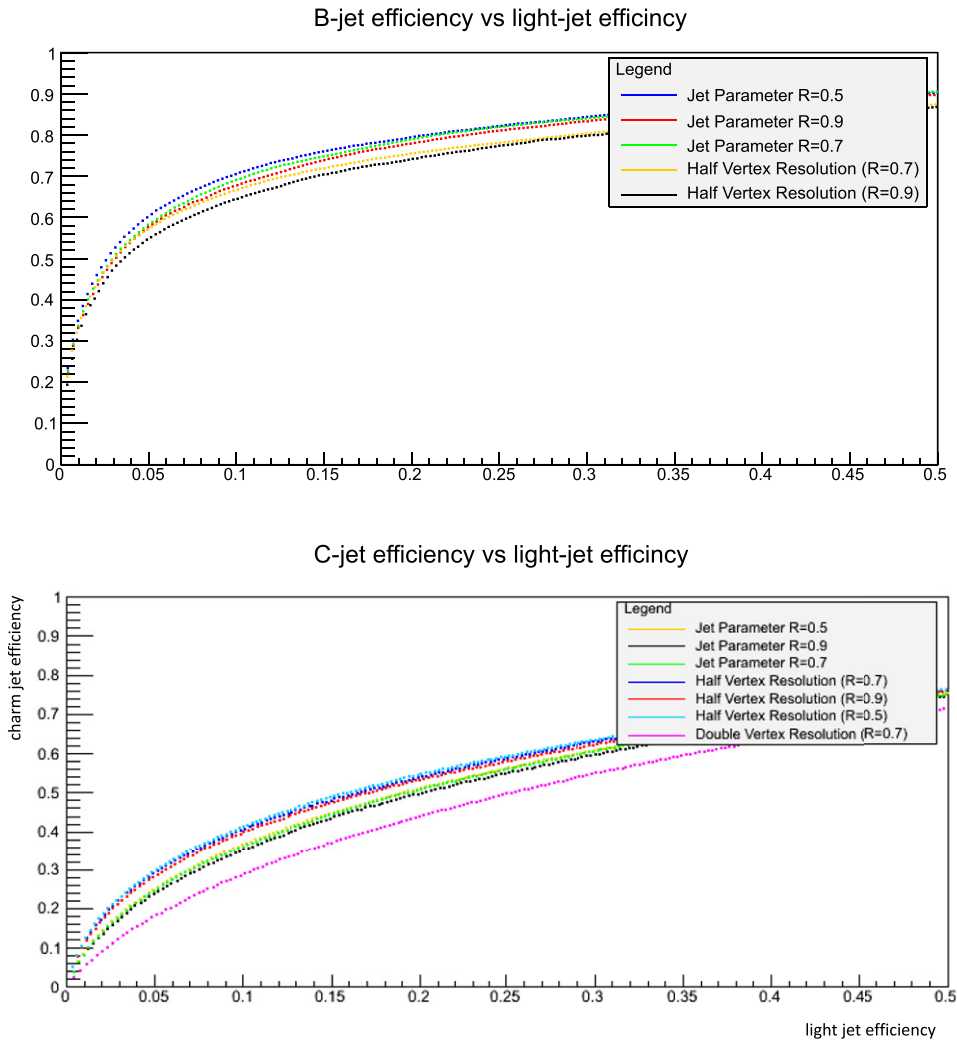 B-jet efficiency vs light-jet efficincy
1
0.9
0.8
0.7
0.6
0.5
0.4
0.3
0.2
0.1
0
Legend
Jet Parameter R=0.5
Jet Parameter R=0.9
Jet Parameter R=0.7
Half Vertex Resolution (R=0.7)
Half Vertex Resolution (R=0.9)
0 0.05 0.1 0.15 0.2 0.25 0.3 0.35 0.4 0.45 0.5
C-jet efficiency vs light-jet efficincy
charm jet efficiency
1
0.9
0.8
0.7
0.6
0.5
0.4
0.3
0.2
0.1
0
Legend
Jet Parameter R=0.5
Jet Parameter R=0.9
Jet Parameter R=0.7
Half Vertex Resolution (R=0.7)
Half Vertex Resolution (R=0.9)
Half Vertex Resolution (R=0.5)
Double Vertex Resolution (R=0.7)
0 0.05 0.1 0.15 0.2 0.25 0.3 0.35 0.4 0.45 0.5
light jet efficiency